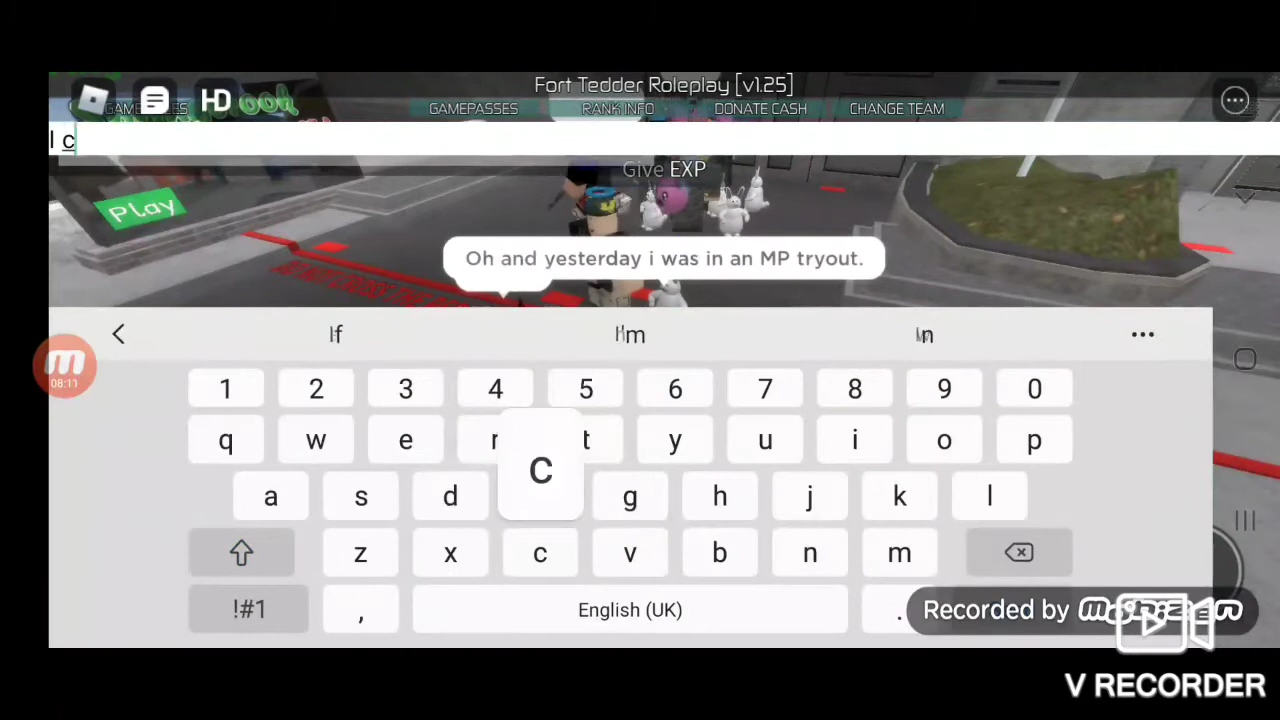 Fort Tedder Roleplay [v1.25]
HD
GAMEPASSES
RANK INFO
DONATE CASH
CHANGE TEAM
I c
Give EXP
Play
Oh and yesterday i was in an MP tryout.
If
I'm
08:11
1 2 3 4 5 6 7 8 9 0
q w e r t y u i o p
c
a s d g h j k l
z x c v b n m
!#1 , English (UK) .
Recorded by
V RECORDER